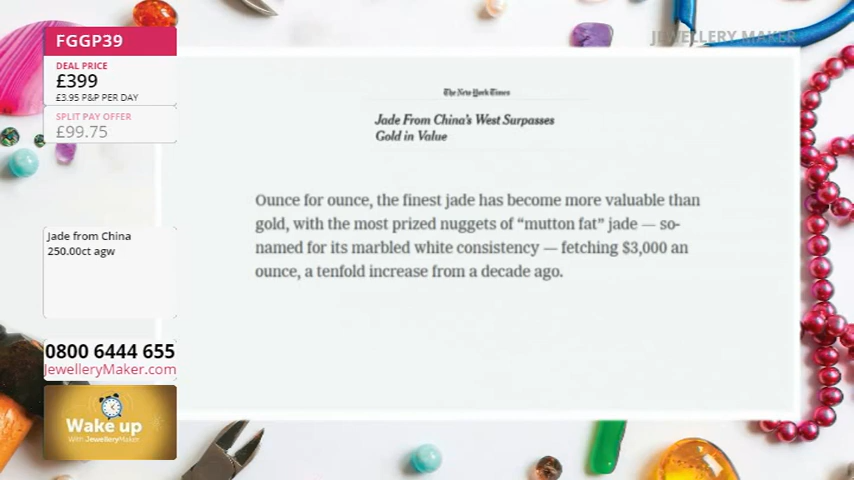 FGGP39
DEAL PRICE
£399
£3.95 P&P PER DAY
SPLIT PAY OFFER
£99.75
Jade from China
250.00ct agw
0800 6444 655
JewelleryMaker.com
Wake up
With JewelleryMaker
JEWELLERY MAKER
The New York Times
Jade From China's West Surpasses
Gold in Value
Ounce for ounce, the finest jade has become more valuable than
gold, with the most prized nuggets of “mutton fat” jade — so-
named for its marbled white consistency — fetching $3,000 an
ounce, a tenfold increase from a decade ago.